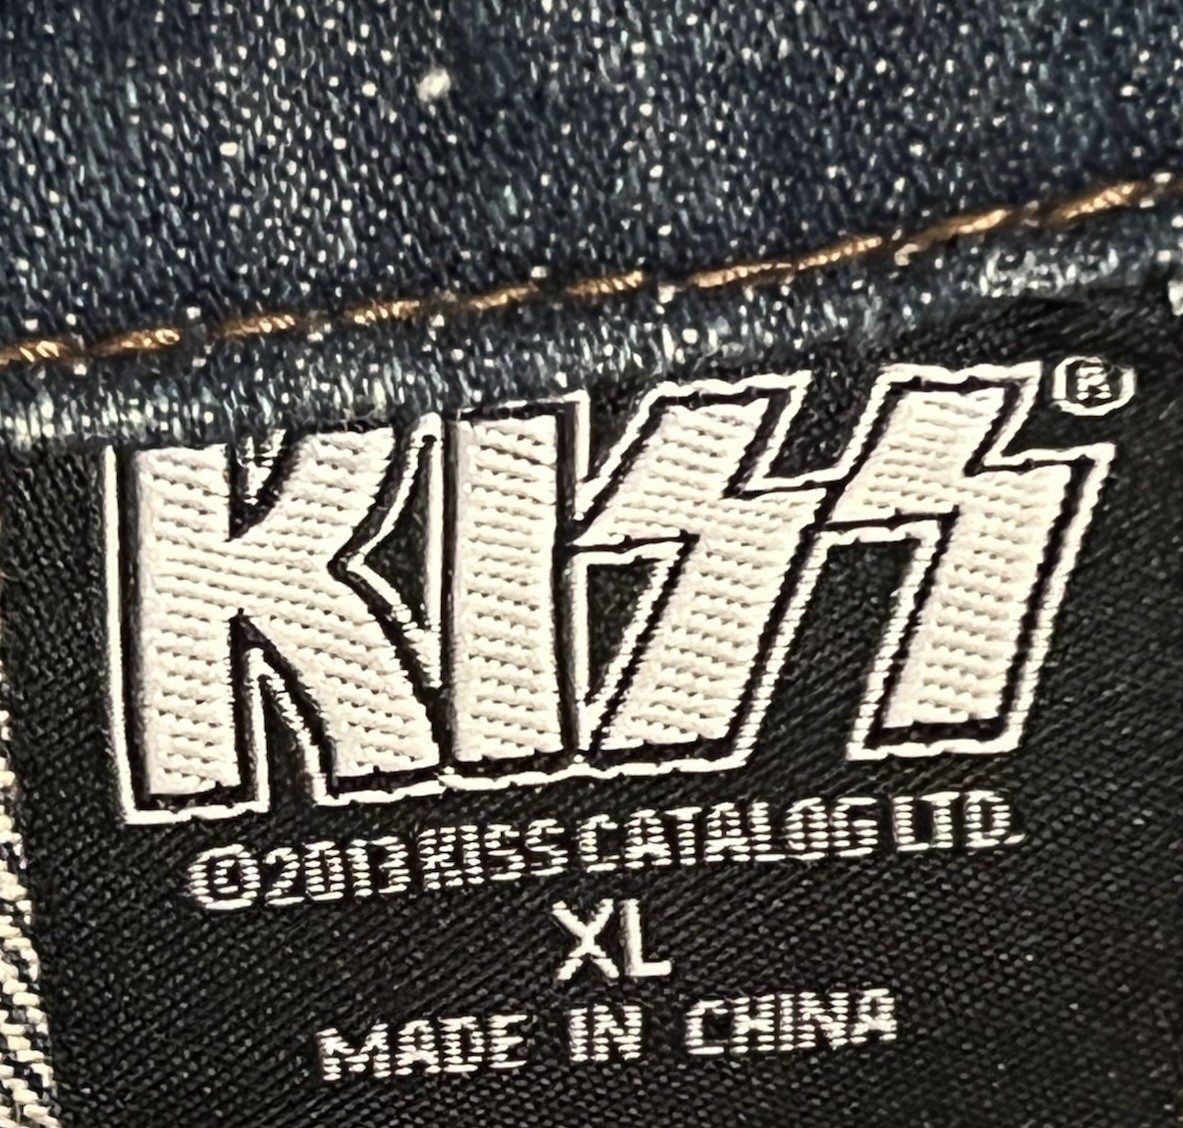 KISS®
©2013 KISS CATALOG LTD.
XL
MADE IN CHINA